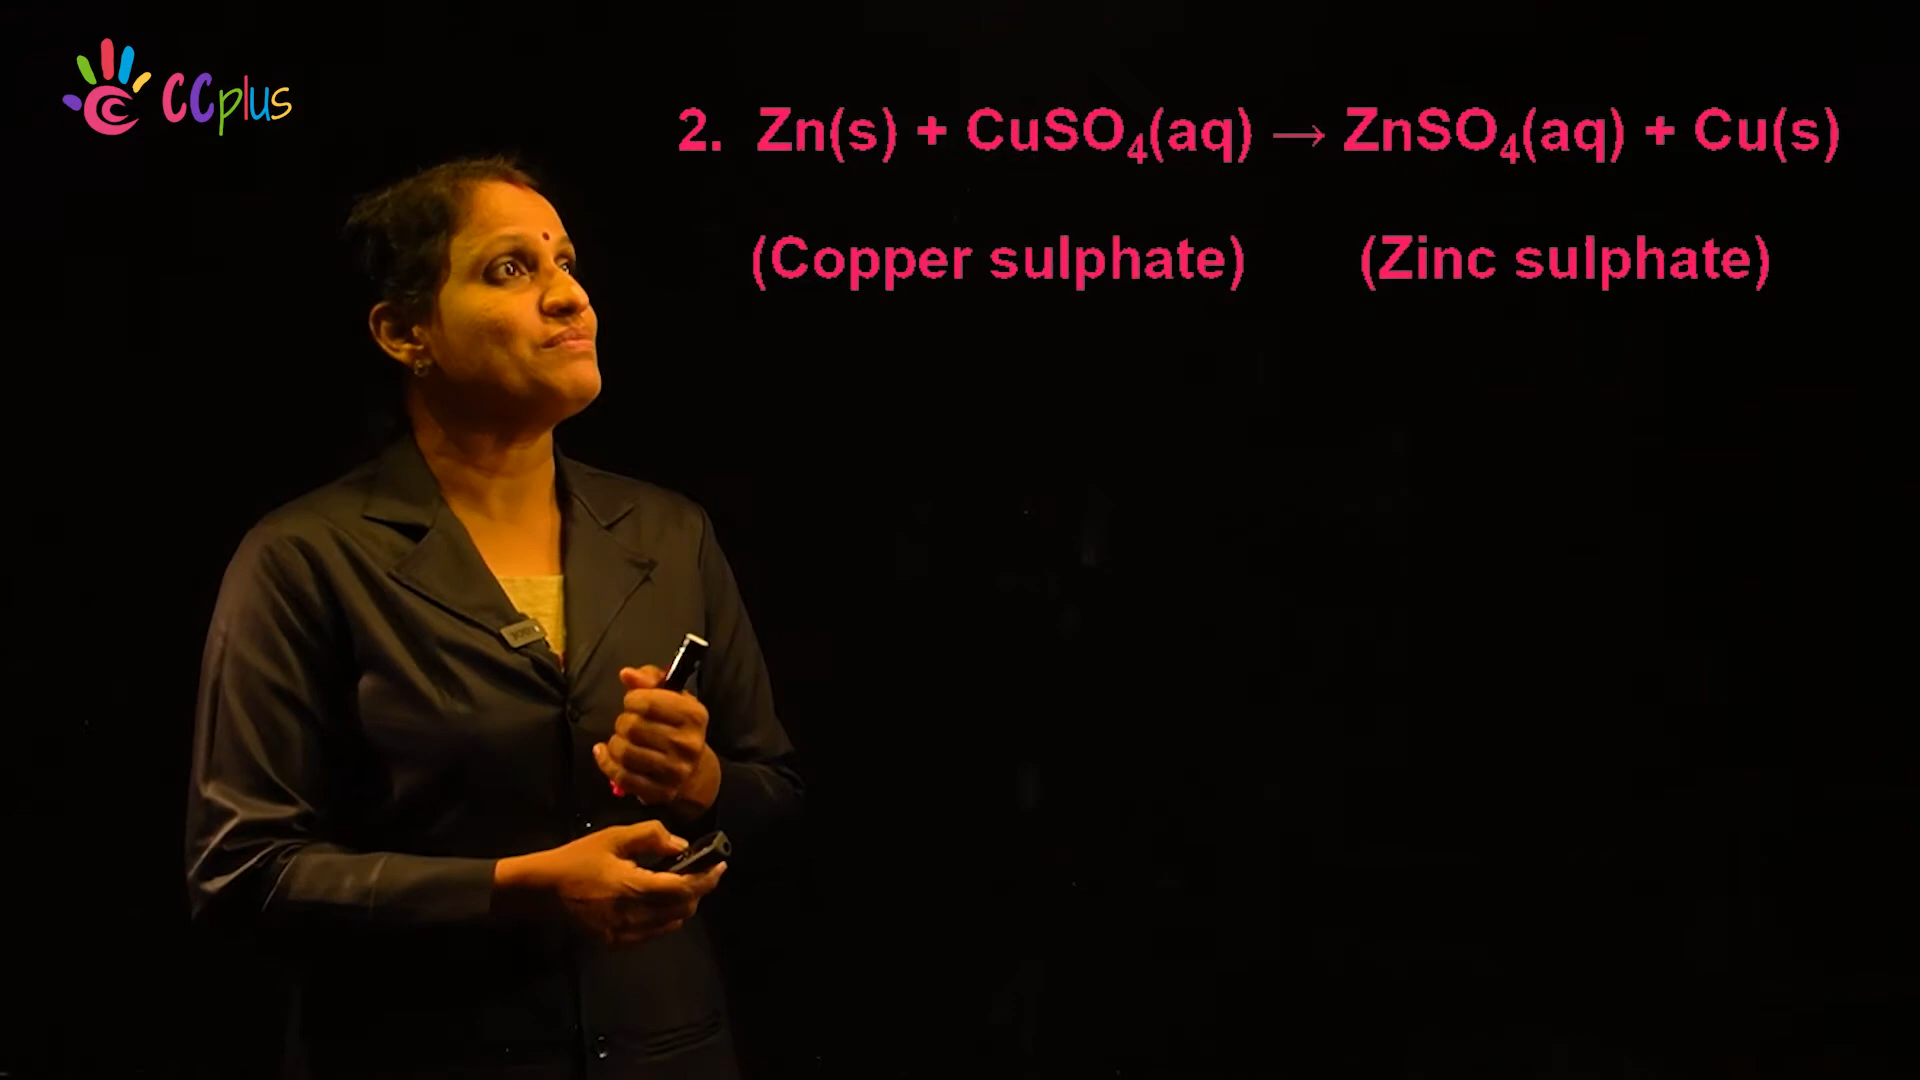 CCplus
2. Zn(s) + CuSO₄(aq) → ZnSO₄(aq) + Cu(s)
(Copper sulphate) (Zinc sulphate)